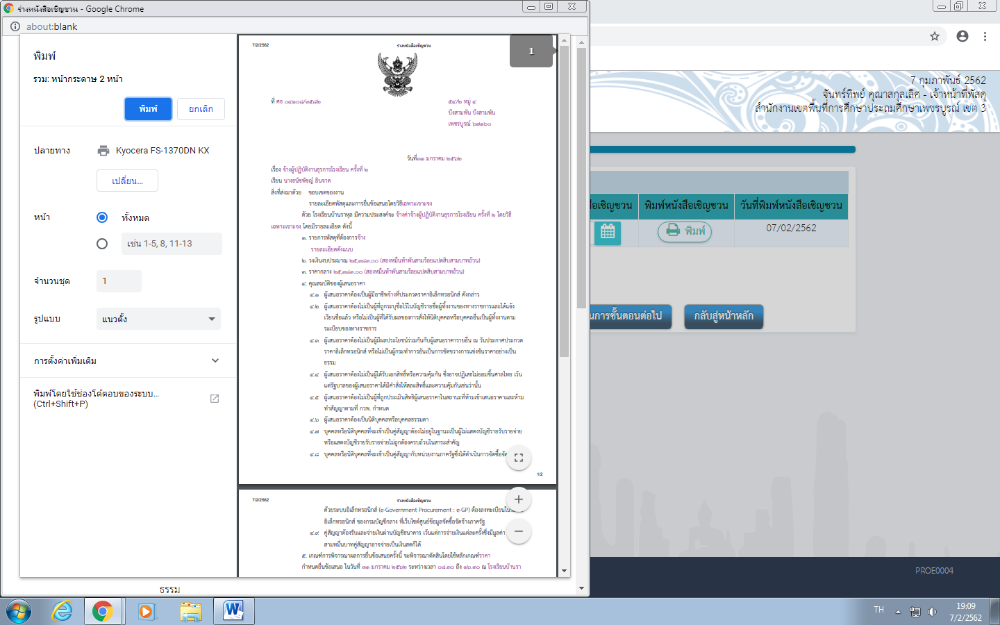 ร่างหนังสือเชิญชวน - Google Chrome
about:blank
พิมพ์
รวม: หน้ากระดาษ 2 หน้า
พิมพ์
ยกเลิก
ปลายทาง
Kyocera FS-1370DN KX
เปลี่ยน...
หน้า
ทั้งหมด
เช่น 1-5, 8, 11-13
จำนวนชุด
1
รูปแบบ
แนวตั้ง
การตั้งค่าเพิ่มเติม
พิมพ์โดยใช้ช่องโต้ตอบของระบบ...
(Ctrl+Shift+P)
7/2/2562 ร่างหนังสือเชิญชวน
1
ที่ ศธ ๐๔๑๐๘/๓๕๘๒ ๕๔/๒ หมู่ ๔
บึงสามพัน บึงสามพัน
เพชรบูรณ์ ๖๗๑๖๐
วันที่๓๑ มกราคม ๒๕๖๒
เรื่อง จ้างผู้ปฏิบัติงานธุรการโรงเรียน ครั้งที่ ๒
เรียน นางธนัชพัชญ์ อินจาด
สิ่งที่ส่งมาด้วย ขอบเขตของงาน
รายละเอียดพัสดุและการยื่นข้อเสนอโดยวิธีเฉพาะเจาะจง
ด้วย โรงเรียนบ้านราหุล มีความประสงค์จะ จ้างค่าจ้างผู้ปฏิบัติงานธุรการโรงเรียน ครั้งที่ ๒ โดยวิธี
เฉพาะเจาะจง โดยมีรายละเอียด ดังนี้
๑. รายการพัสดุที่ต้องการจ้าง
รายละเอียดดังแนบ
๒. วงเงินงบประมาณ ๒๕,๓๘๓.๐๐ (สองหมื่นห้าพันสามร้อยแปดสิบสามบาทถ้วน)
๓. ราคากลาง ๒๕,๓๘๓.๐๐ (สองหมื่นห้าพันสามร้อยแปดสิบสามบาทถ้วน)
๔. คุณสมบัติของผู้เสนอราคา
๔.๑ ผู้เสนอราคาต้องเป็นผู้มีอาชีพจ้างที่ประกวดราคาอิเล็กทรอนิกส์ ดังกล่าว
๔.๒ ผู้เสนอราคาต้องไม่เป็นผู้ที่ถูกระบุชื่อไว้ในบัญชีรายชื่อผู้ทิ้งงานของทางราชการและได้แจ้ง
เวียนชื่อแล้ว หรือไม่เป็นผู้ที่ได้รับผลของการสั่งให้นิติบุคคลหรือบุคคลอื่นเป็นผู้ทิ้งงานตาม
ระเบียบของทางราชการ
๔.๓ ผู้เสนอราคาต้องไม่เป็นผู้มีผลประโยชน์ร่วมกันกับผู้เสนอราคารายอื่น ณ วันประกาศประกวด
ราคาอิเล็กทรอนิกส์ หรือไม่เป็นผู้กระทำการอันเป็นการขัดขวางการแข่งขันราคาอย่างเป็น
ธรรม
๔.๔ ผู้เสนอราคาต้องไม่เป็นผู้ได้รับเอกสิทธิ์หรือความคุ้มกัน ซึ่งอาจปฏิเสธไม่ยอมขึ้นศาลไทย เว้น
แต่รัฐบาลของผู้เสนอราคาได้มีคำสั่งให้สละสิทธิ์และความคุ้มกันเช่นว่านั้น
๔.๕ ผู้เสนอราคาต้องไม่เป็นผู้ที่ถูกประเมินสิทธิผู้เสนอราคาในสถานะที่ห้ามเข้าเสนอราคาและห้าม
ทำสัญญาตามที่ กวพ. กำหนด
๔.๖ ผู้เสนอราคาต้องเป็นนิติบุคคลหรือบุคคลธรรมดา
๔.๗ บุคคลหรือนิติบุคคลที่จะเข้าเป็นคู่สัญญาต้องไม่อยู่ในฐานะเป็นผู้ไม่แสดงบัญชีรายรับรายจ่าย
หรือแสดงบัญชีรายรับรายจ่ายไม่ถูกต้องครบถ้วนในสาระสำคัญ
๔.๘ บุคคลหรือนิติบุคคลที่จะเข้าเป็นคู่สัญญากับหน่วยงานภาครัฐซึ่งได้ดำเนินการจัดซื้อจัด
1/2
7/2/2562 ร่างหนังสือเชิญชวน
ด้วยระบบอิเล็กทรอนิกส์ (e-Government Procurement : e-GP) ต้องลงทะเบียนใน
อิเล็กทรอนิกส์ ของกรมบัญชีกลาง ที่เว็บไซต์ศูนย์ข้อมูลจัดซื้อจัดจ้างภาครัฐ
๔.๙ คู่สัญญาต้องรับและจ่ายเงินผ่านบัญชีธนาคาร เว้นแต่การจ่ายเงินแต่ละครั้งซึ่งมีมูลค่า
สามหมื่นบาทคู่สัญญาอาจจ่ายเป็นเงินสดก็ได้
๕. เกณฑ์การพิจารณาผลการยื่นข้อเสนอครั้งนี้ จะพิจารณาตัดสินโดยใช้หลักเกณฑ์ราคา
กำหนดยื่นข้อเสนอ ในวันที่ ๓๑ มกราคม ๒๕๖๒ ระหว่างเวลา ๐๘.๓๐ ถึง ๑๖.๓๐ ณ โรงเรียนบ้านรา
ธรรม
7 กุมภาพันธ์ 2562
จันทร์ทิพย์ คุณาสกุลเลิศ - เจ้าหน้าที่พัสดุ
สำนักงานเขตพื้นที่การศึกษาประถมศึกษาเพชรบูรณ์ เขต 3
สือเชิญชวน พิมพ์หนังสือเชิญชวน วันที่พิมพ์หนังสือเชิญชวน
พิมพ์ 07/02/2562
นการขั้นตอนต่อไป กลับสู่หน้าหลัก
PROE0004
TH
19:09
7/2/2562